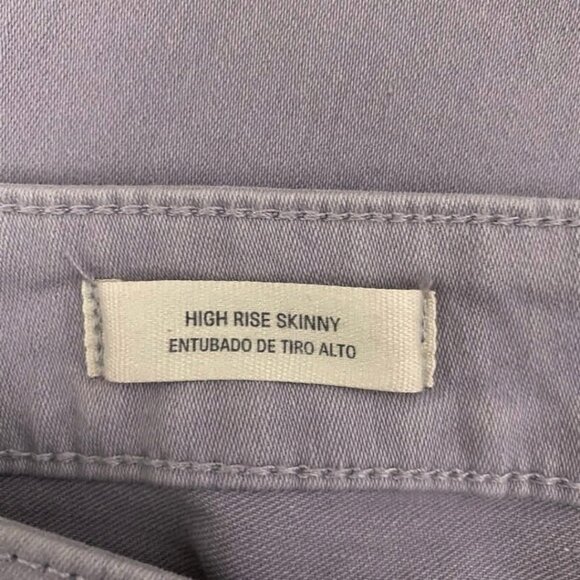 HIGH RISE SKINNY
ENTUBADO DE TIRO ALTO